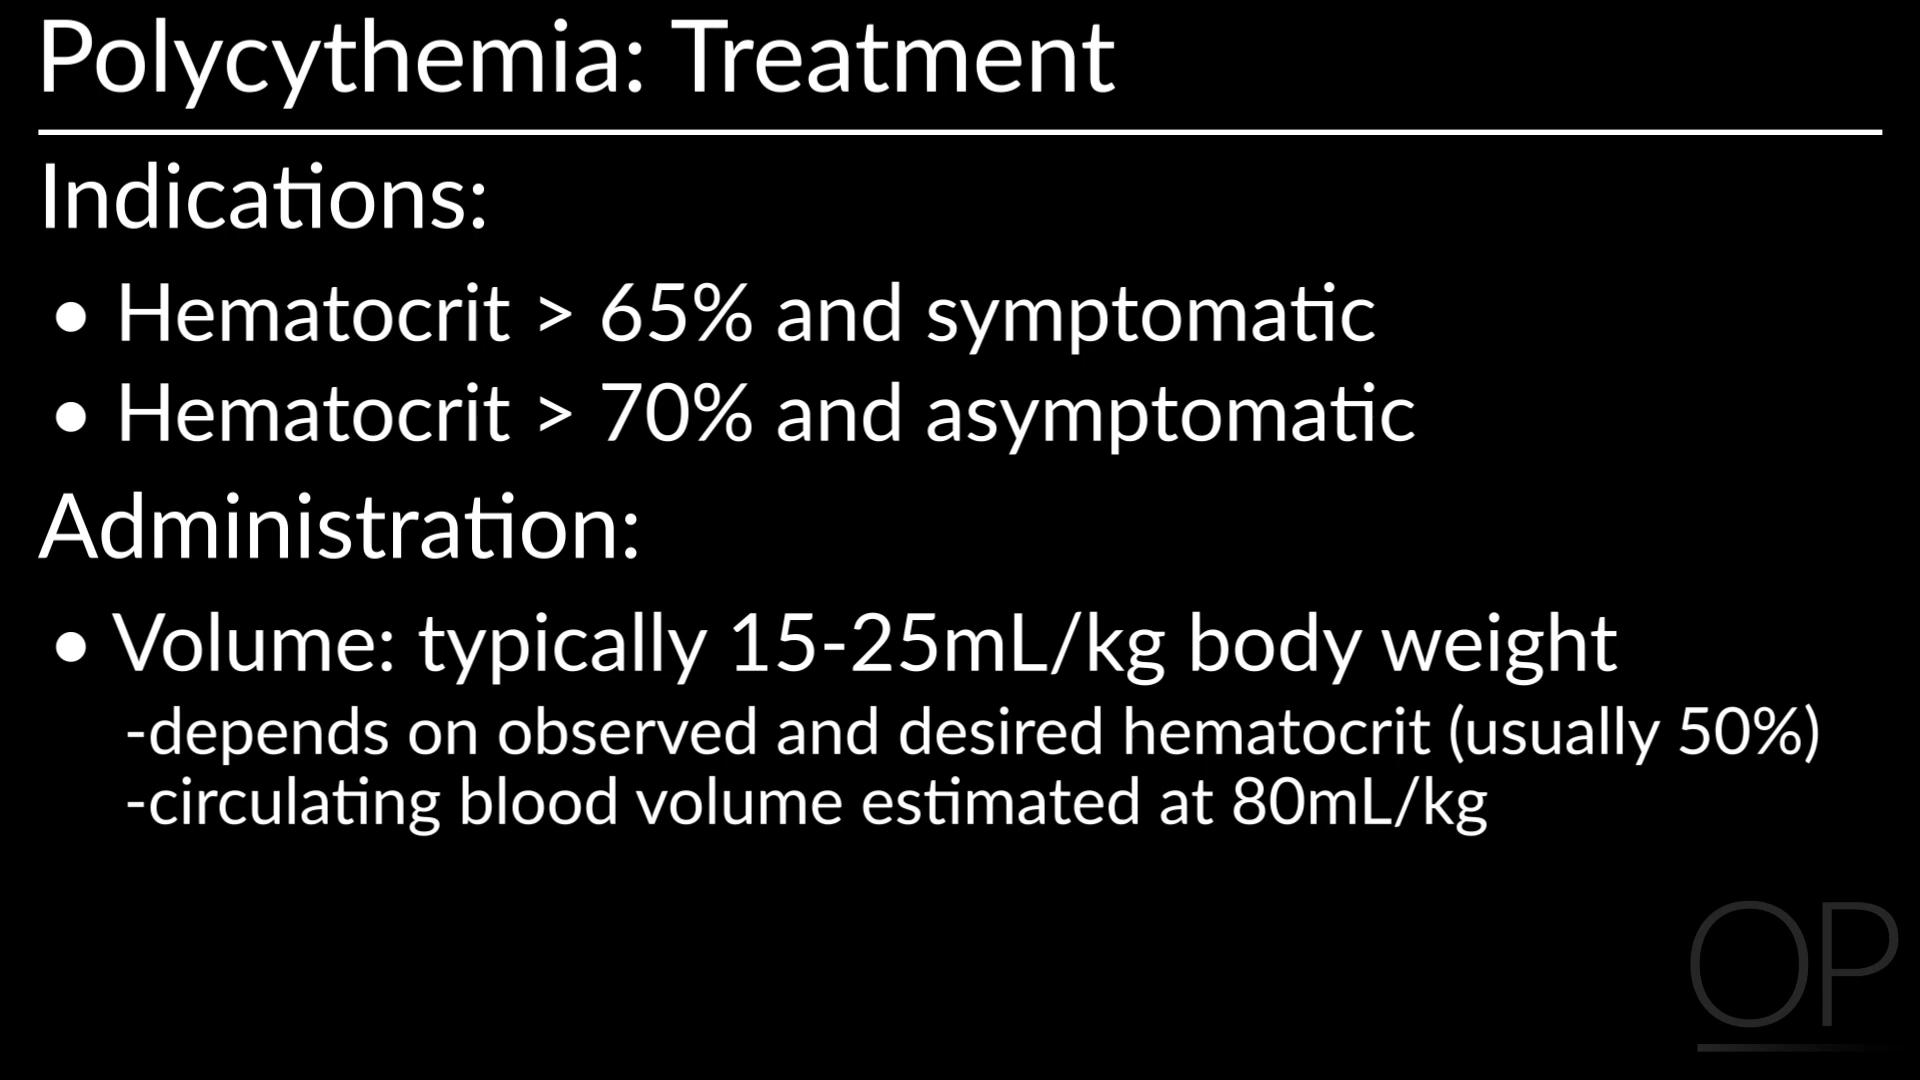 Polycythemia: Treatment
Indications:
• Hematocrit > 65% and symptomatic
• Hematocrit > 70% and asymptomatic
Administration:
• Volume: typically 15-25mL/kg body weight
-depends on observed and desired hematocrit (usually 50%)
-circulating blood volume estimated at 80mL/kg
OP